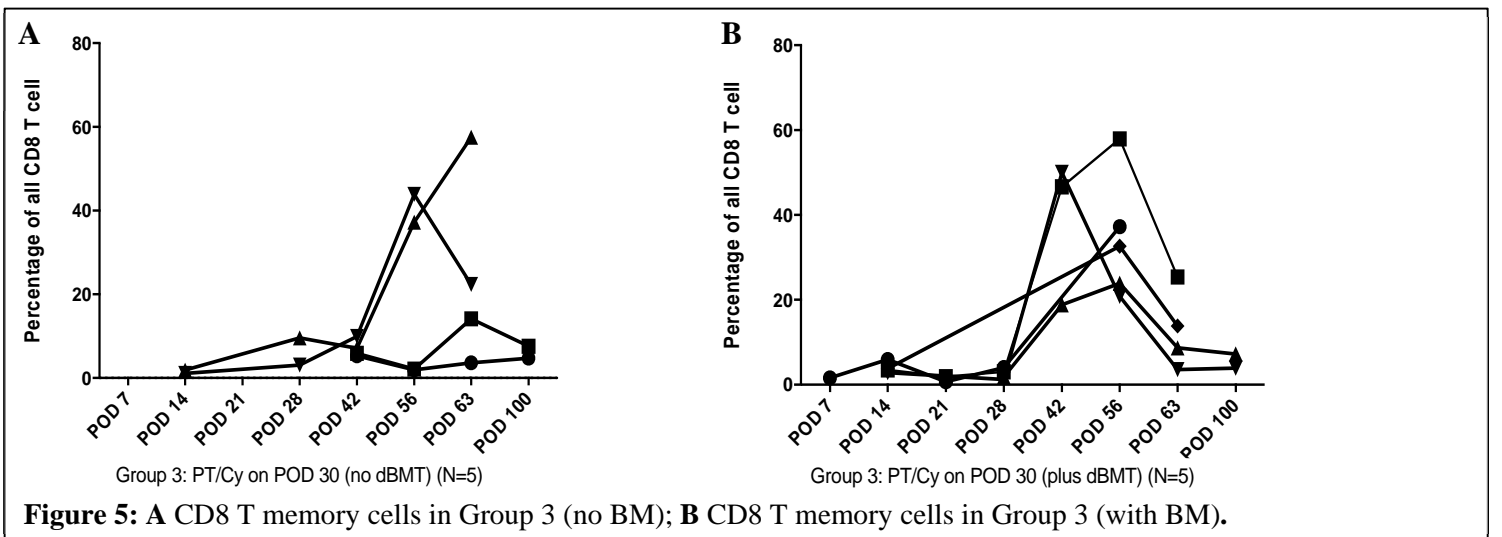 A
Percentage of all CD8 T cell
80
60
40
20
0
POD 7
POD 14
POD 21
POD 28
POD 42
POD 56
POD 63
POD 100
Group 3: PT/Cy on POD 30 (no dBMT) (N=5)
B
Percentage of all CD8 T cell
80
60
40
20
0
POD 7
POD 14
POD 21
POD 28
POD 42
POD 56
POD 63
POD 100
Group 3: PT/Cy on POD 30 (plus dBMT) (N=5)
Figure 5: A CD8 T memory cells in Group 3 (no BM); B CD8 T memory cells in Group 3 (with BM).